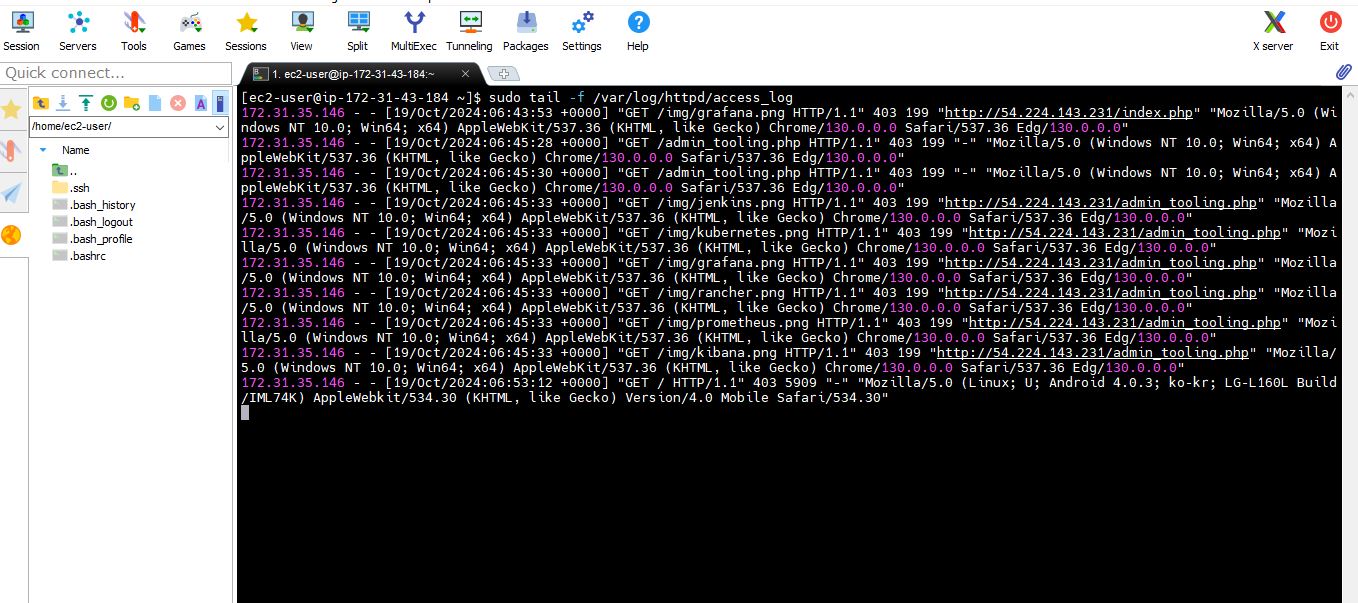 Session
Servers
Tools
Games
Sessions
View
Split
MultiExec
Tunneling
Packages
Settings
Help
X server
Exit
Quick connect...
1. ec2-user@ip-172-31-43-184:~
/home/ec2-user/
Name
..
.ssh
.bash_history
.bash_logout
.bash_profile
.bashrc
[ec2-user@ip-172-31-43-184 ~]$ sudo tail -f /var/log/httpd/access_log
172.31.35.146 - - [19/Oct/2024:06:43:53 +0000] "GET /img/grafana.png HTTP/1.1" 403 199 "http://54.224.143.231/index.php" "Mozilla/5.0 (Wi
ndows NT 10.0; Win64; x64) AppleWebKit/537.36 (KHTML, like Gecko) Chrome/130.0.0.0 Safari/537.36 Edg/130.0.0.0"
172.31.35.146 - - [19/Oct/2024:06:45:28 +0000] "GET /admin_tooling.php HTTP/1.1" 403 199 "-" "Mozilla/5.0 (Windows NT 10.0; Win64; x64) A
ppleWebKit/537.36 (KHTML, like Gecko) Chrome/130.0.0.0 Safari/537.36 Edg/130.0.0.0"
172.31.35.146 - - [19/Oct/2024:06:45:30 +0000] "GET /admin_tooling.php HTTP/1.1" 403 199 "-" "Mozilla/5.0 (Windows NT 10.0; Win64; x64) A
ppleWebKit/537.36 (KHTML, like Gecko) Chrome/130.0.0.0 Safari/537.36 Edg/130.0.0.0"
172.31.35.146 - - [19/Oct/2024:06:45:33 +0000] "GET /img/jenkins.png HTTP/1.1" 403 199 "http://54.224.143.231/admin_tooling.php" "Mozilla
/5.0 (Windows NT 10.0; Win64; x64) AppleWebKit/537.36 (KHTML, like Gecko) Chrome/130.0.0.0 Safari/537.36 Edg/130.0.0.0"
172.31.35.146 - - [19/Oct/2024:06:45:33 +0000] "GET /img/kubernetes.png HTTP/1.1" 403 199 "http://54.224.143.231/admin_tooling.php" "Mozi
lla/5.0 (Windows NT 10.0; Win64; x64) AppleWebKit/537.36 (KHTML, like Gecko) Chrome/130.0.0.0 Safari/537.36 Edg/130.0.0.0"
172.31.35.146 - - [19/Oct/2024:06:45:33 +0000] "GET /img/grafana.png HTTP/1.1" 403 199 "http://54.224.143.231/admin_tooling.php" "Mozilla
/5.0 (Windows NT 10.0; Win64; x64) AppleWebKit/537.36 (KHTML, like Gecko) Chrome/130.0.0.0 Safari/537.36 Edg/130.0.0.0"
172.31.35.146 - - [19/Oct/2024:06:45:33 +0000] "GET /img/rancher.png HTTP/1.1" 403 199 "http://54.224.143.231/admin_tooling.php" "Mozilla
/5.0 (Windows NT 10.0; Win64; x64) AppleWebKit/537.36 (KHTML, like Gecko) Chrome/130.0.0.0 Safari/537.36 Edg/130.0.0.0"
172.31.35.146 - - [19/Oct/2024:06:45:33 +0000] "GET /img/prometheus.png HTTP/1.1" 403 199 "http://54.224.143.231/admin_tooling.php" "Mozi
lla/5.0 (Windows NT 10.0; Win64; x64) AppleWebKit/537.36 (KHTML, like Gecko) Chrome/130.0.0.0 Safari/537.36 Edg/130.0.0.0"
172.31.35.146 - - [19/Oct/2024:06:45:33 +0000] "GET /img/kibana.png HTTP/1.1" 403 199 "http://54.224.143.231/admin_tooling.php" "Mozilla/
5.0 (Windows NT 10.0; Win64; x64) AppleWebKit/537.36 (KHTML, like Gecko) Chrome/130.0.0.0 Safari/537.36 Edg/130.0.0.0"
172.31.35.146 - - [19/Oct/2024:06:53:12 +0000] "GET / HTTP/1.1" 403 5909 "-" "Mozilla/5.0 (Linux; U; Android 4.0.3; ko-kr; LG-L160L Build
/IML74K) AppleWebkit/534.30 (KHTML, like Gecko) Version/4.0 Mobile Safari/534.30"